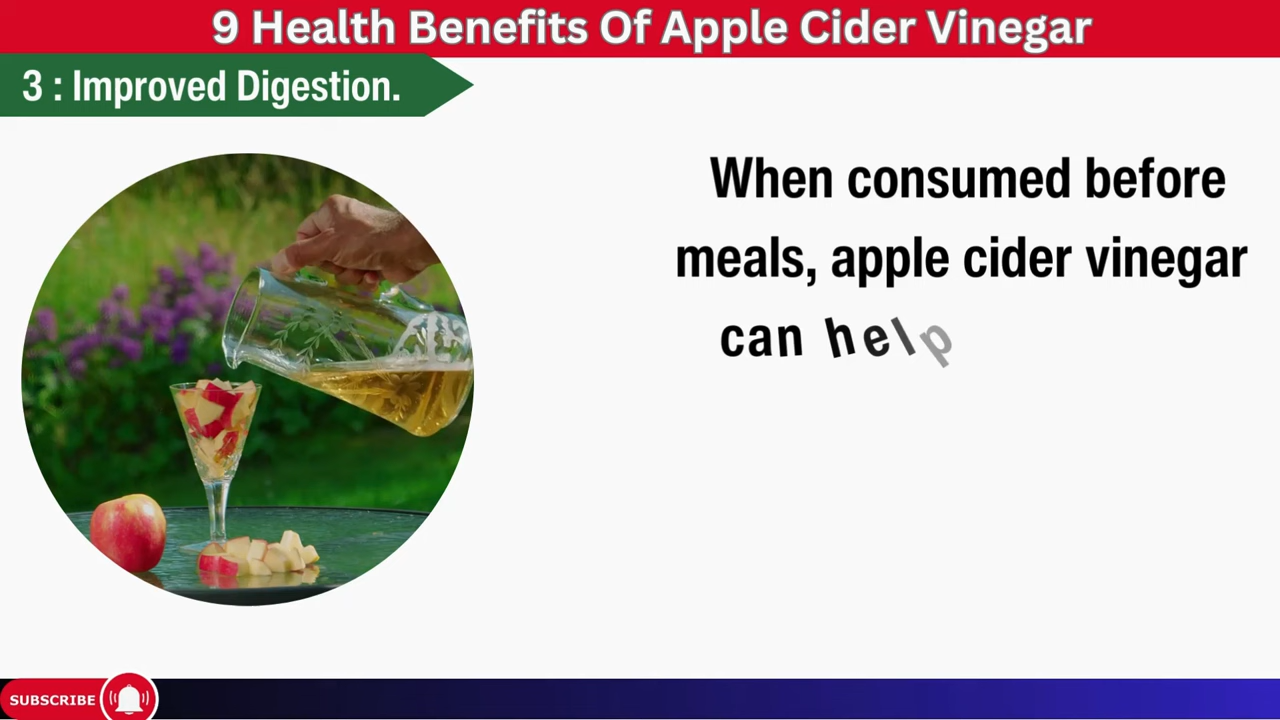 9 Health Benefits Of Apple Cider Vinegar
3 : Improved Digestion.
When consumed before
meals, apple cider vinegar
can help
SUBSCRIBE